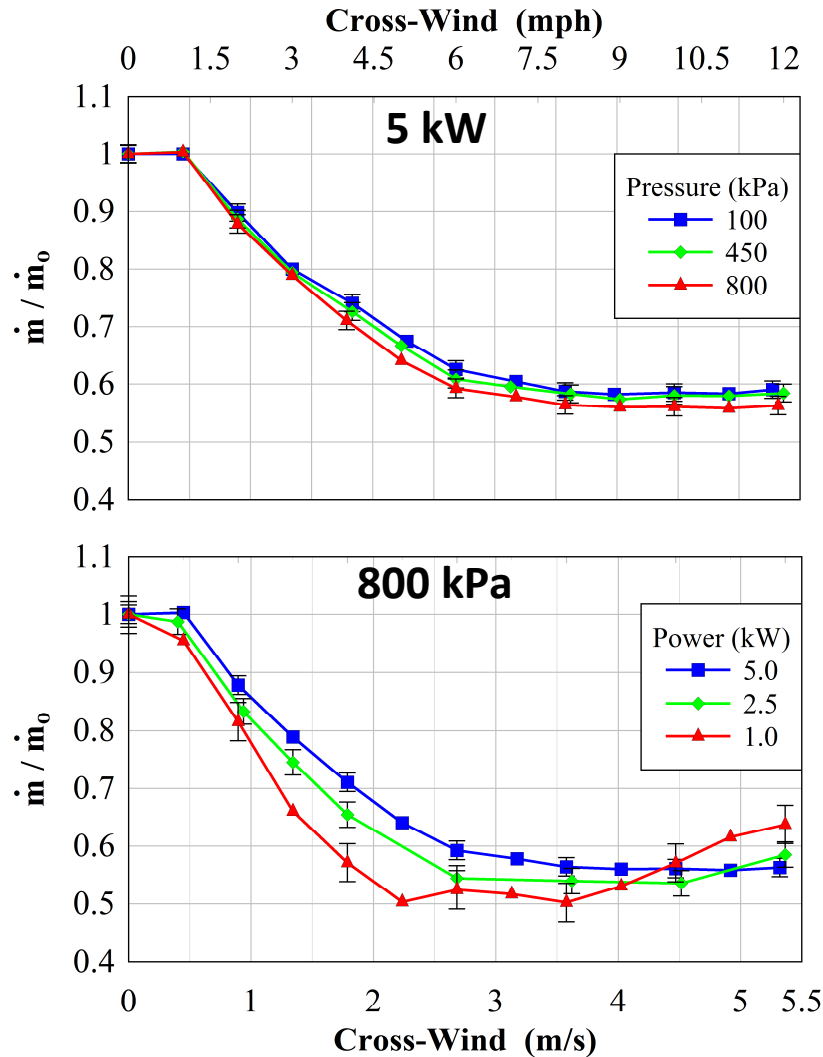 Cross-Wind (mph)
0 1.5 3 4.5 6 7.5 9 10.5 12
1.1
1
0.9
0.8
0.7
0.6
0.5
0.4
ṁ / ṁₒ
5 kW
Pressure (kPa)
100
450
800
1.1
1
0.9
0.8
0.7
0.6
0.5
0.4
ṁ / ṁₒ
800 kPa
Power (kW)
5.0
2.5
1.0
0 1 2 3 4 5 5.5
Cross-Wind (m/s)